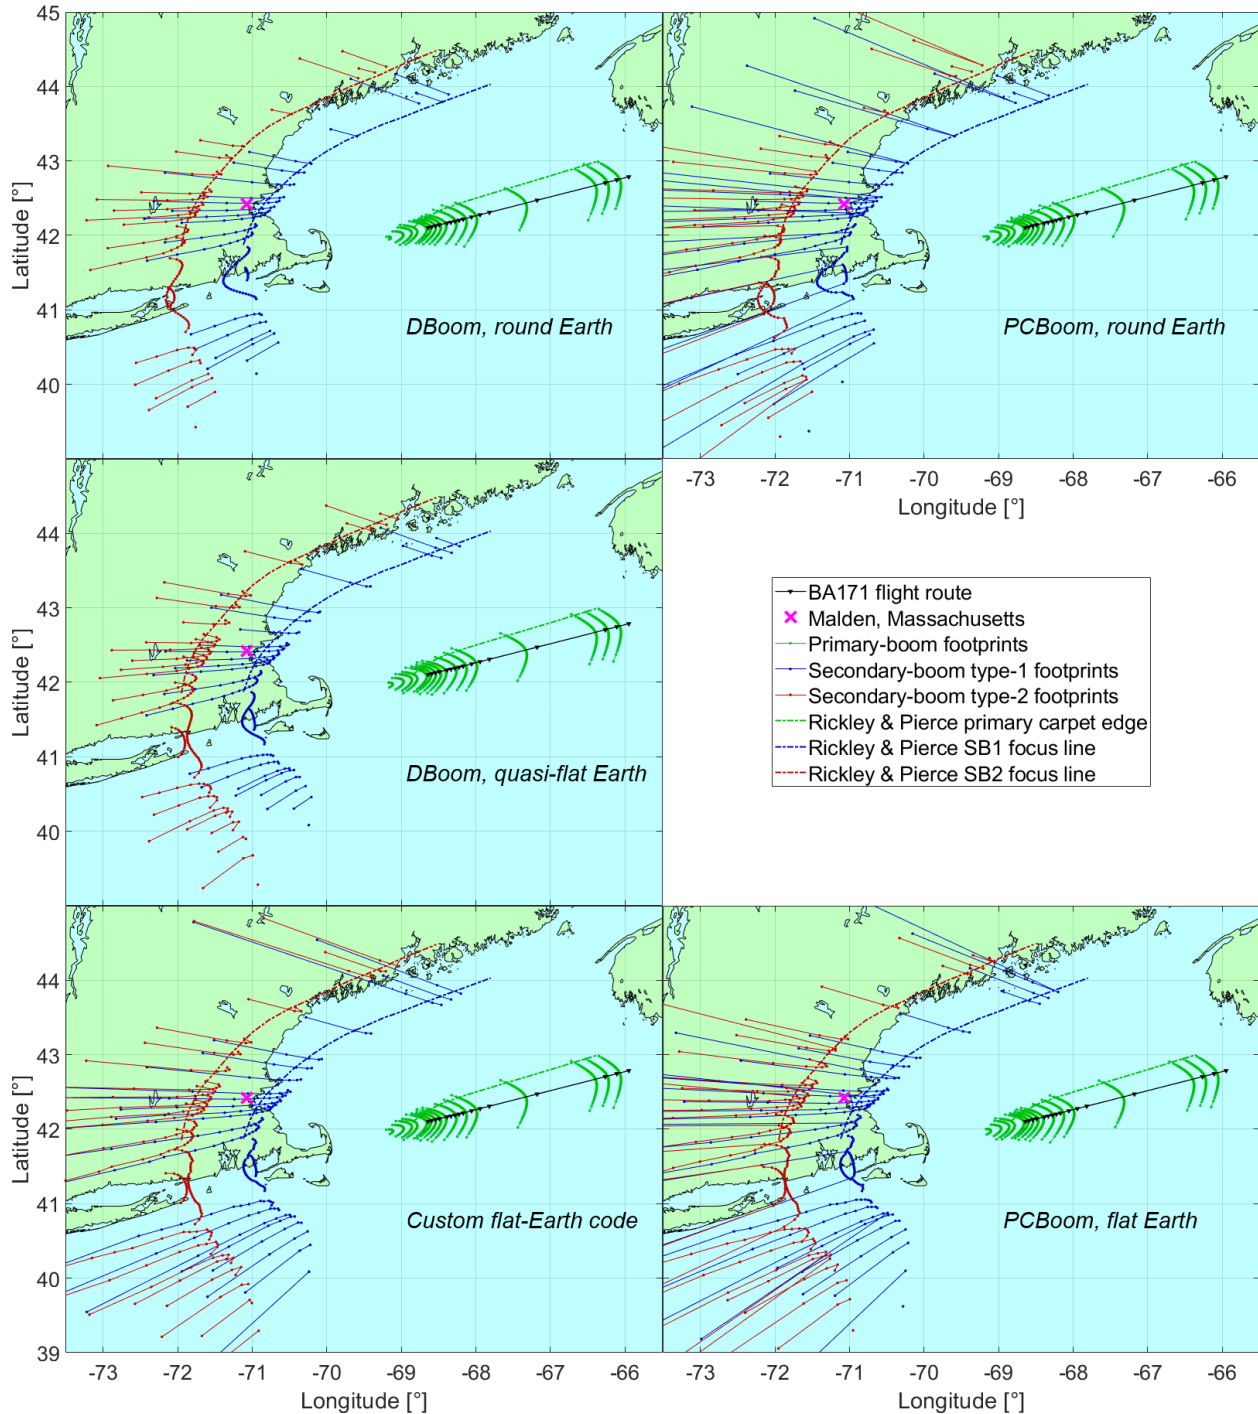 45
44
43
42
41
40
Latitude [°]
DBoom, round Earth
PCBoom, round Earth
-73
-72
-71
-70
-69
-68
-67
-66
Longitude [°]
44
43
42
41
40
Latitude [°]
DBoom, quasi-flat Earth
BA171 flight route
Malden, Massachusetts
Primary-boom footprints
Secondary-boom type-1 footprints
Secondary-boom type-2 footprints
Rickley & Pierce primary carpet edge
Rickley & Pierce SB1 focus line
Rickley & Pierce SB2 focus line
44
43
42
41
40
39
Latitude [°]
Custom flat-Earth code
PCBoom, flat Earth
-73
-72
-71
-70
-69
-68
-67
-66
Longitude [°]
-73
-72
-71
-70
-69
-68
-67
-66
Longitude [°]